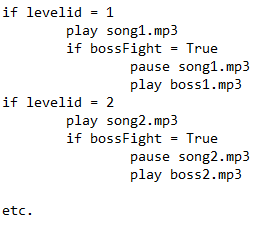 if levelid = 1
        play song1.mp3
        if bossFight = True
                pause song1.mp3
                play boss1.mp3
if levelid = 2
        play song2.mp3
        if bossFight = True
                pause song2.mp3
                play boss2.mp3

etc.